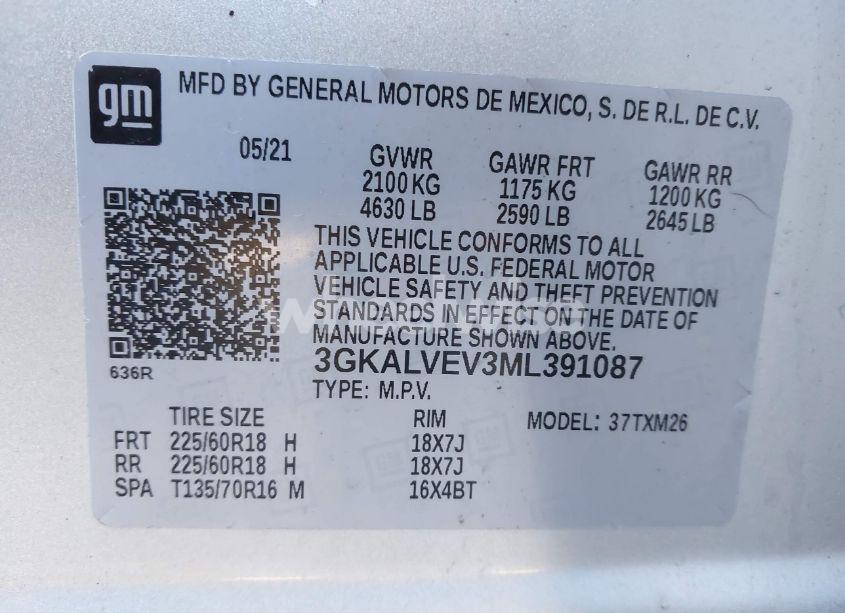 gm
MFD BY GENERAL MOTORS DE MEXICO, S. DE R.L. DE C.V.
05/21
GVWR GAWR FRT GAWR RR
2100 KG 1175 KG 1200 KG
4630 LB 2590 LB 2645 LB
THIS VEHICLE CONFORMS TO ALL
APPLICABLE U.S. FEDERAL MOTOR
VEHICLE SAFETY AND THEFT PREVENTION
STANDARDS IN EFFECT ON THE DATE OF
MANUFACTURE SHOWN ABOVE.
3GKALVEV3ML391087
636R
TYPE: M.P.V.
TIRE SIZE RIM MODEL: 37TXM26
FRT 225/60R18 H 18X7J
RR 225/60R18 H 18X7J
SPA T135/70R16 M 16X4BT